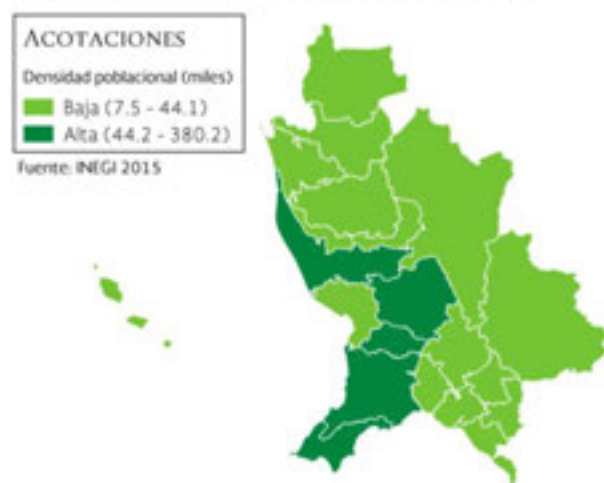 ACOTACIONES
Densidad poblacional (miles)
Baja (7.5 - 44.1)
Alta (44.2 - 380.2)
Fuente: INEGI 2015